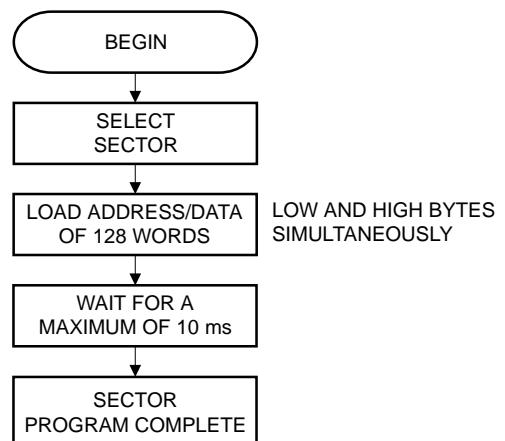 BEGIN
SELECT
SECTOR
LOAD ADDRESS/DATA
OF 128 WORDS
LOW AND HIGH BYTES
SIMULTANEOUSLY
WAIT FOR A
MAXIMUM OF 10 ms
SECTOR
PROGRAM COMPLETE